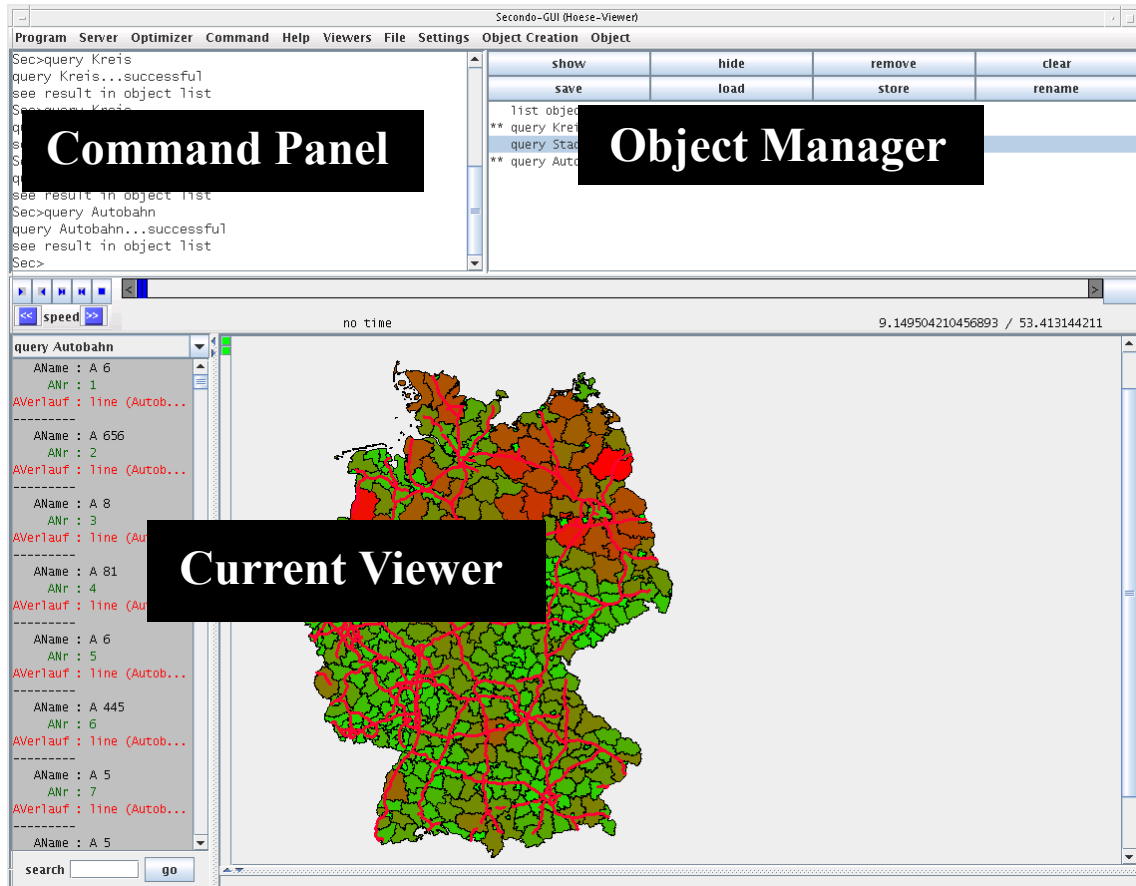 Secondo-GUI (Hoese-Viewer)
Program Server Optimizer Command Help Viewers File Settings Object Creation Object
Sec>query Kreis
query Kreis...successful
see result in object list
Command Panel
see result in object list
Sec>query Autobahn
query Autobahn...successful
see result in object list
Sec>
show hide remove clear
save load store rename
list objec
** query Krei
query Stad
** query Auto
Object Manager
<< speed >>
no time
9.149504210456893 / 53.413144211
query Autobahn
AName : A 6
ANr : 1
AVerlauf : line (Autob...
---------
AName : A 656
ANr : 2
AVerlauf : line (Autob...
---------
AName : A 8
ANr : 3
AVerlauf : line (Au
---------
AName : A 81
ANr : 4
AVerlauf : line (Au
---------
AName : A 6
ANr : 5
AVerlauf : line (Autob...
---------
AName : A 445
ANr : 6
AVerlauf : line (Autob...
---------
AName : A 5
ANr : 7
AVerlauf : line (Autob...
---------
AName : A 5
Current Viewer
search go